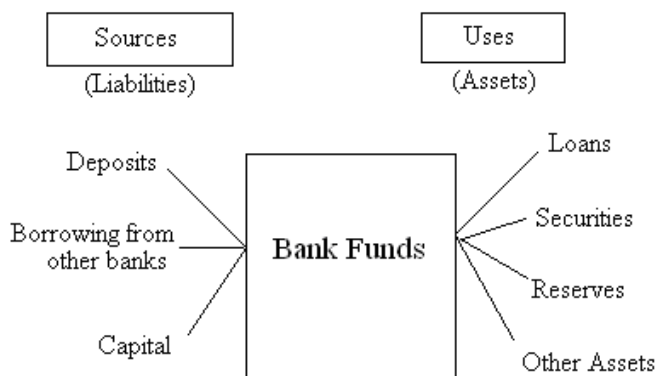 Sources
Uses
(Liabilities)
(Assets)
Deposits
Borrowing from
other banks
Capital
Bank Funds
Loans
Securities
Reserves
Other Assets